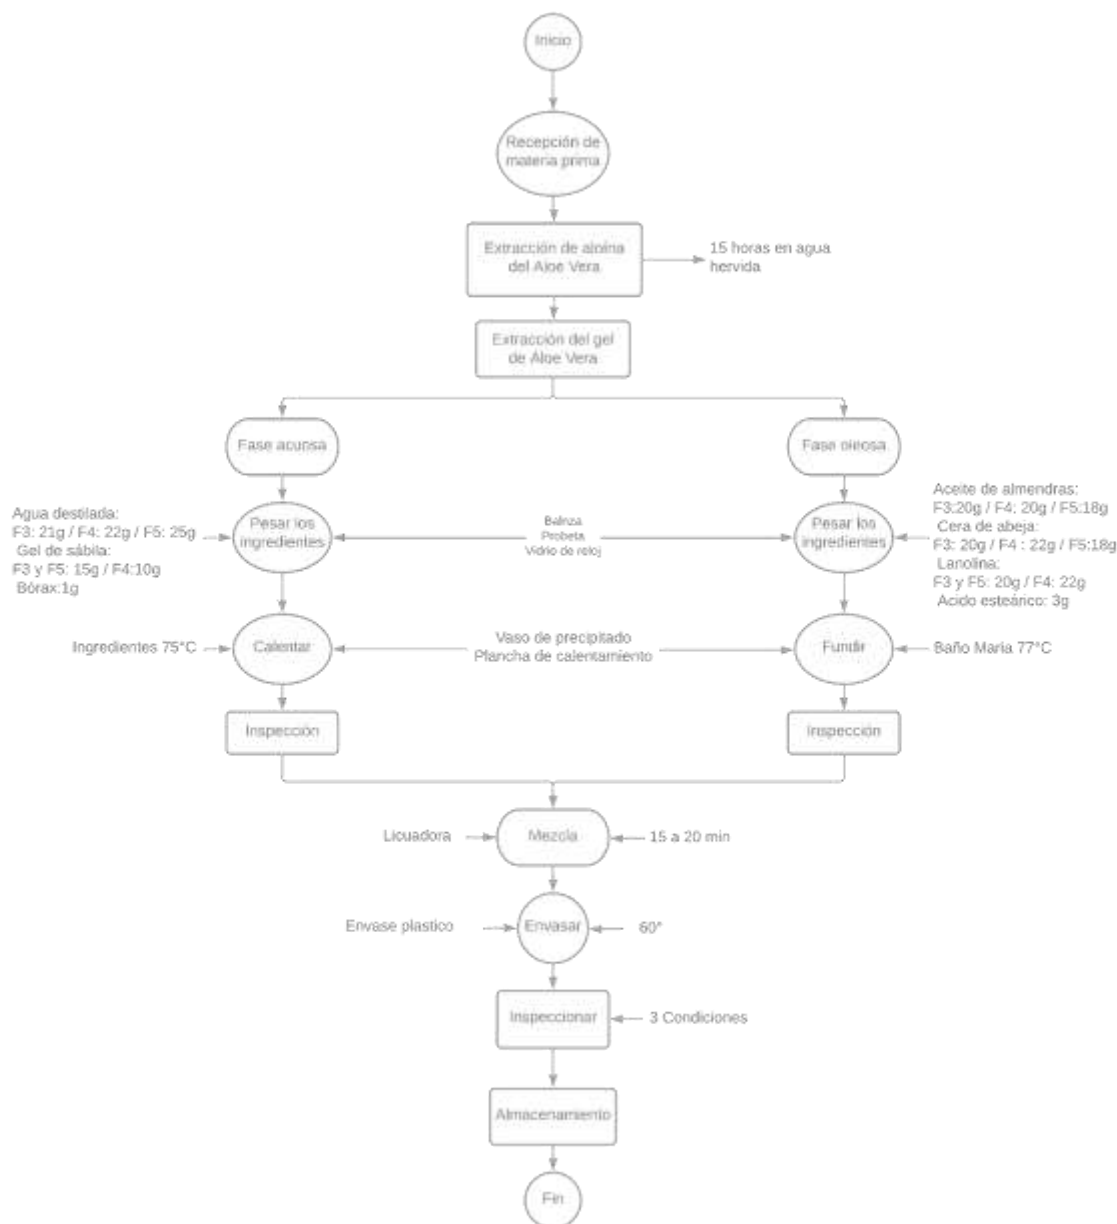 Inicio
Recepción de
materia prima
Extracción de aloína
del Aloe Vera
15 horas en agua
hervida
Extracción del gel
de Áloe Vera
Fase acuosa
Fase oleosa
Agua destilada:
F3: 21g / F4: 22g / F5: 25g
Gel de sábila:
F3 y F5: 15g / F4:10g
Bórax:1g
Pesar los
ingredientes
Balnza
Probeta
Vidrio de reloj
Pesar los
ingredientes
Aceite de almendras:
F3:20g / F4: 20g / F5:18g
Cera de abeja:
F3: 20g / F4 : 22g / F5:18g
Lanolina:
F3 y F5: 20g / F4: 22g
Acido esteárico: 3g
Ingredientes 75°C
Calentar
Vaso de precipitado
Plancha de calentamiento
Fundir
Baño Maria 77°C
Inspección
Inspección
Licuadora
Mezcla
15 a 20 min
Envase plastico
Envasar
60°
Inspeccionar
3 Condiciones
Almacenamiento
Fin